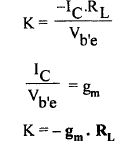 K = -I_C.R_L / V_b'e
I_C / V_b'e = g_m
K = - g_m . R_L